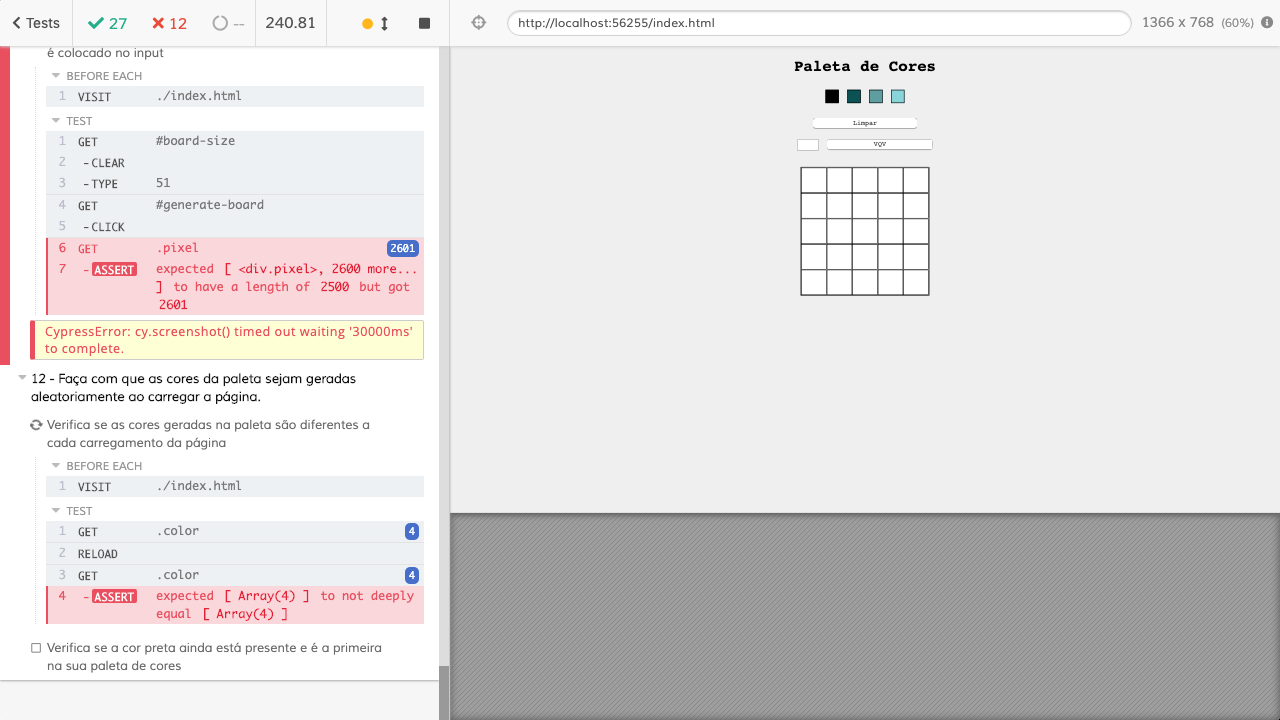 Tests 27 12 -- 240.81
http://localhost:56255/index.html 1366 x 768 (60%)
é colocado no input
BEFORE EACH
1 VISIT ./index.html
TEST
1 GET #board-size
2 -CLEAR
3 -TYPE 51
4 GET #generate-board
5 -CLICK
6 GET .pixel 2601
7 -ASSERT expected [ <div.pixel>, 2600 more...
] to have a length of 2500 but got
2601
CypressError: cy.screenshot() timed out waiting '30000ms'
to complete.
12 - Faça com que as cores da paleta sejam geradas
aleatoriamente ao carregar a página.
Verifica se as cores geradas na paleta são diferentes a
cada carregamento da página
BEFORE EACH
1 VISIT ./index.html
TEST
1 GET .color 4
2 RELOAD
3 GET .color 4
4 -ASSERT expected [ Array(4) ] to not deeply
equal [ Array(4) ]
Verifica se a cor preta ainda está presente e é a primeira
na sua paleta de cores
Paleta de Cores
Limpar
VQV